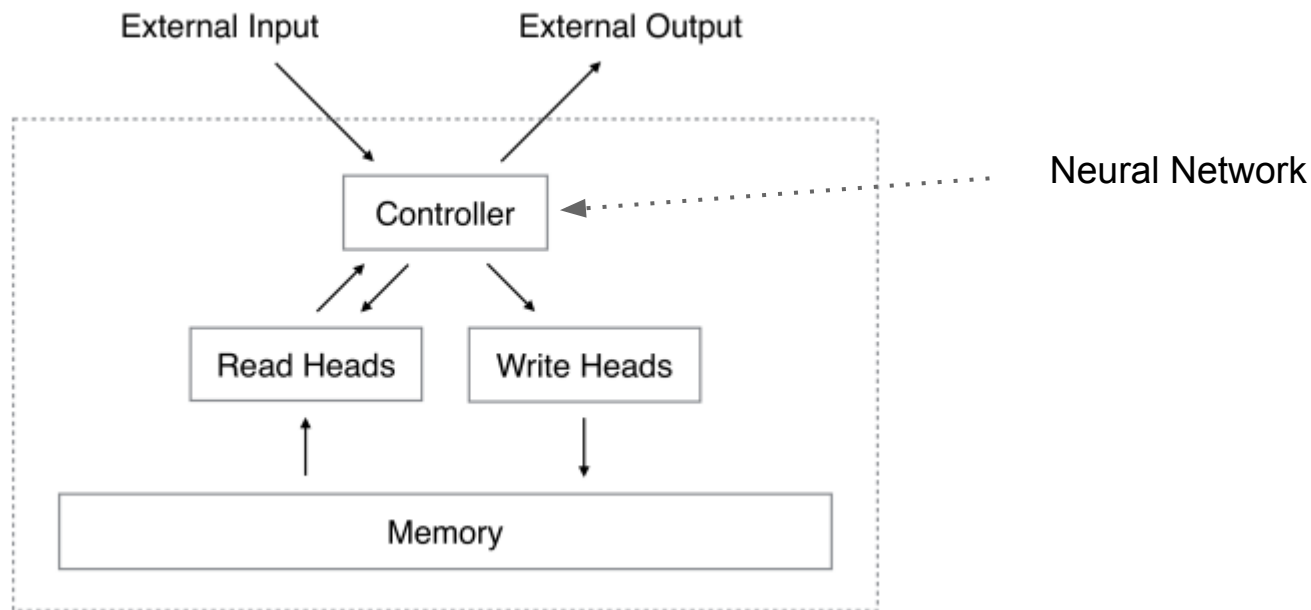 External Input
External Output
Neural Network
Controller
Read Heads
Write Heads
Memory